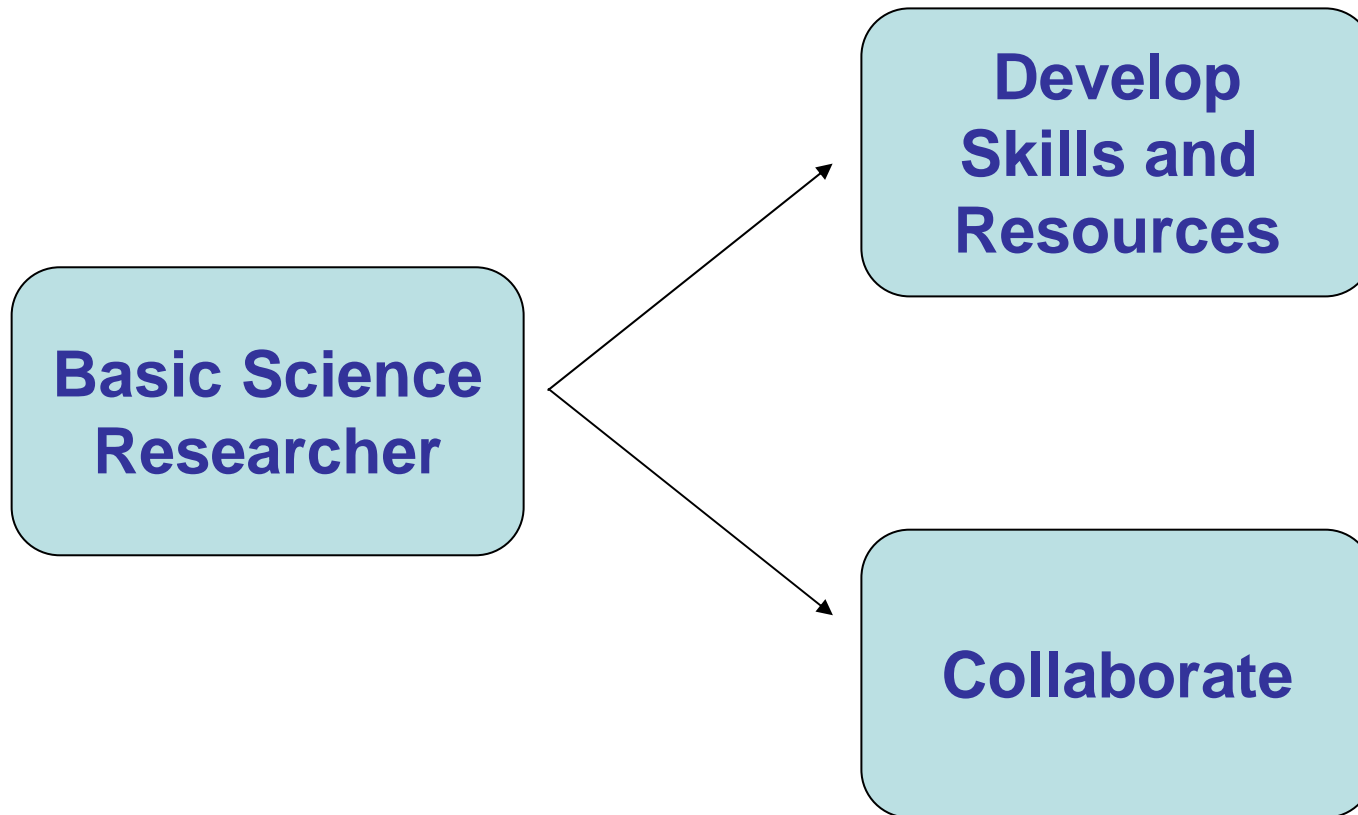 Develop
Skills and
Resources
Basic Science
Researcher
Collaborate